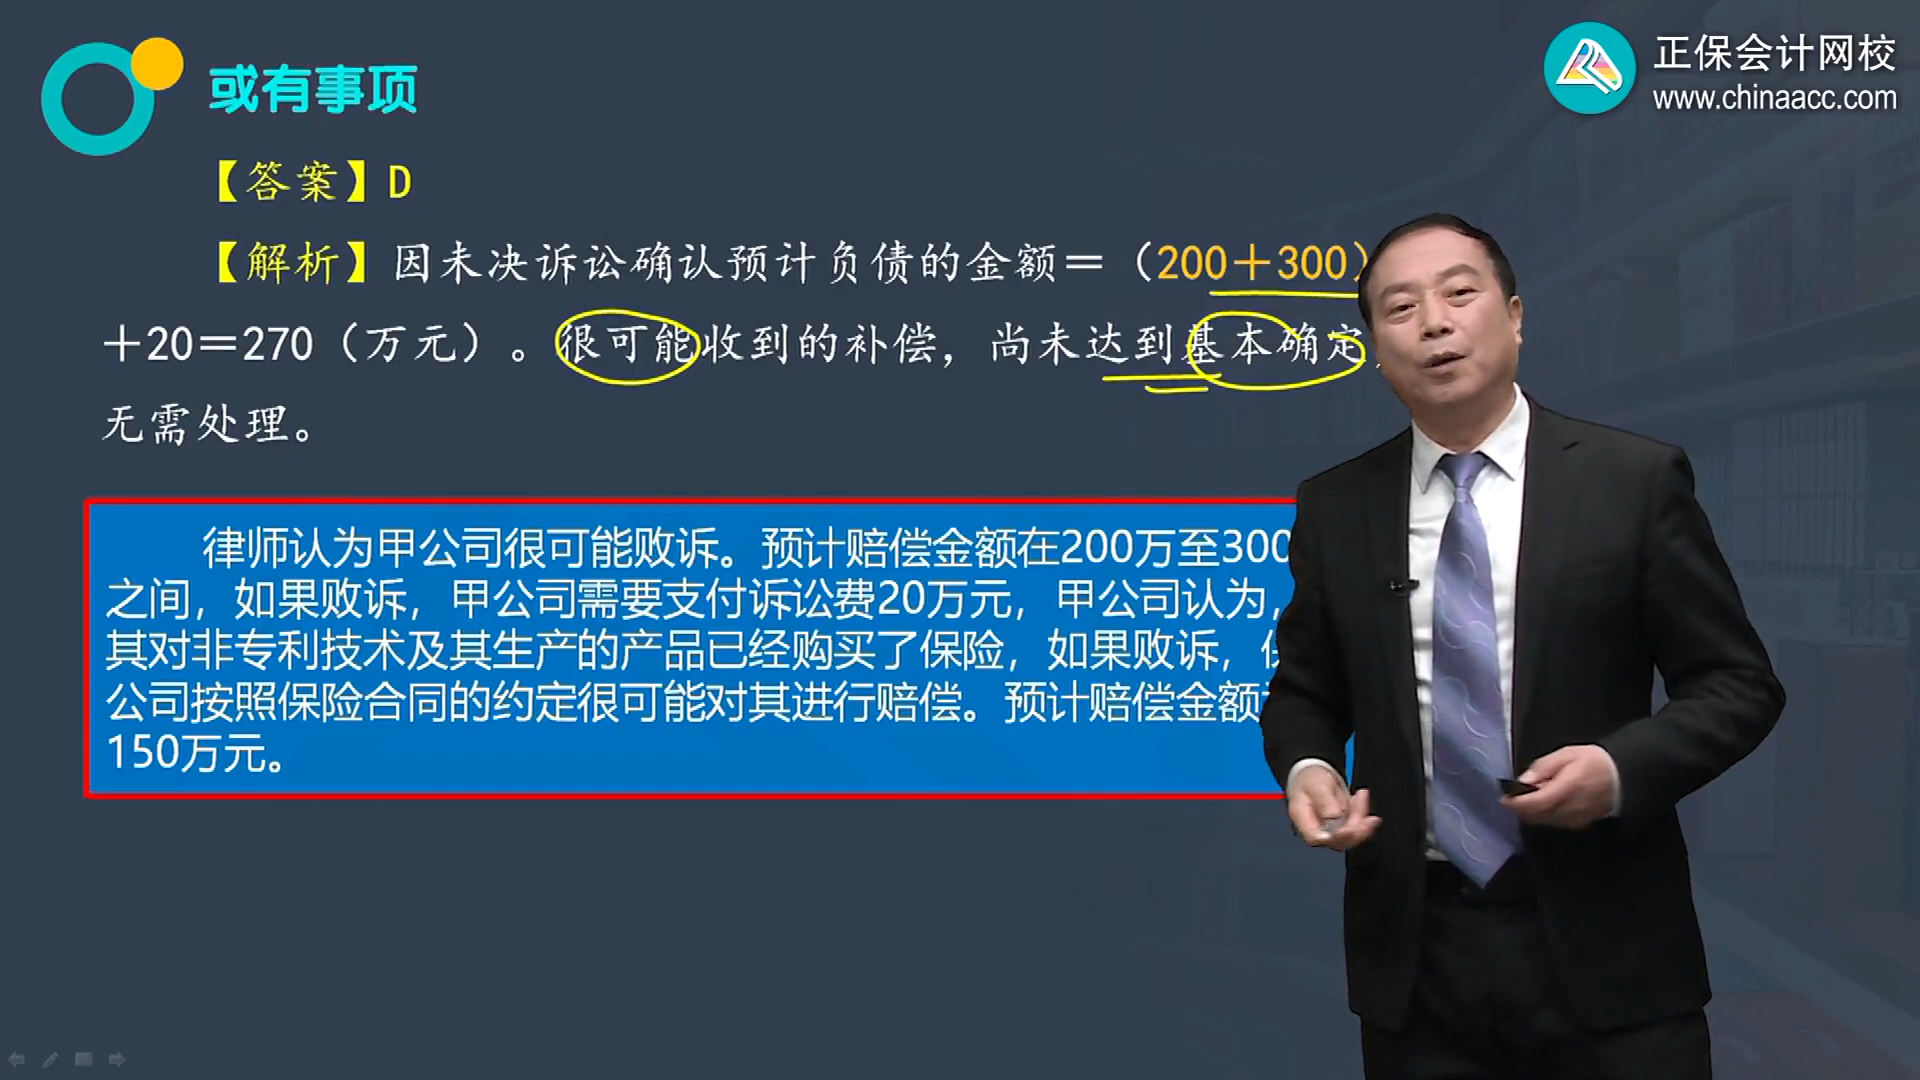 或有事项
正保会计网校
www.chinaacc.com
【答案】D
【解析】因未决诉讼确认预计负债的金额＝（200＋300）
＋20＝270（万元）。很可能收到的补偿，尚未达到基本确定，
无需处理。
律师认为甲公司很可能败诉。预计赔偿金额在200万至300
之间，如果败诉，甲公司需要支付诉讼费20万元，甲公司认为，
其对非专利技术及其生产的产品已经购买了保险，如果败诉，
公司按照保险合同的约定很可能对其进行赔偿。预计赔偿金额
150万元。